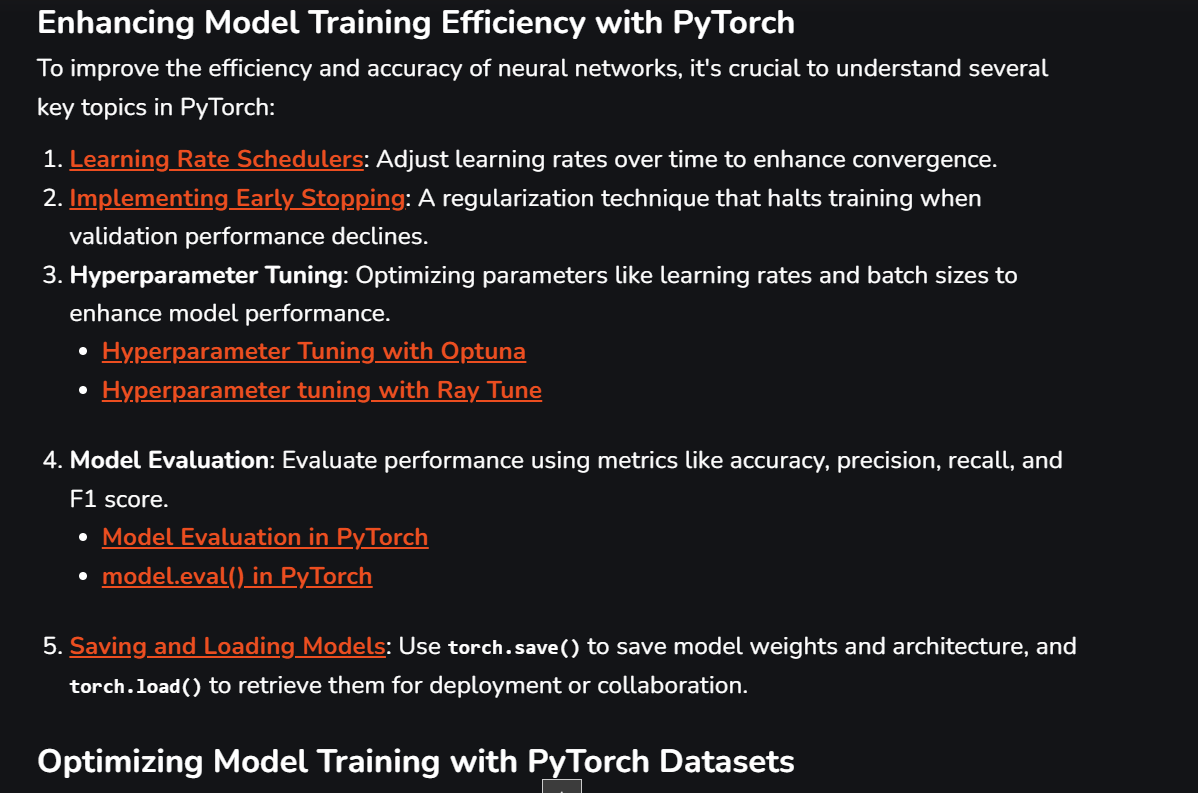 Enhancing Model Training Efficiency with PyTorch
To improve the efficiency and accuracy of neural networks, it's crucial to understand several
key topics in PyTorch:
1. Learning Rate Schedulers: Adjust learning rates over time to enhance convergence.
2. Implementing Early Stopping: A regularization technique that halts training when
validation performance declines.
3. Hyperparameter Tuning: Optimizing parameters like learning rates and batch sizes to
enhance model performance.
• Hyperparameter Tuning with Optuna
• Hyperparameter tuning with Ray Tune
4. Model Evaluation: Evaluate performance using metrics like accuracy, precision, recall, and
F1 score.
• Model Evaluation in PyTorch
• model.eval() in PyTorch
5. Saving and Loading Models: Use torch.save() to save model weights and architecture, and
torch.load() to retrieve them for deployment or collaboration.
Optimizing Model Training with PyTorch Datasets